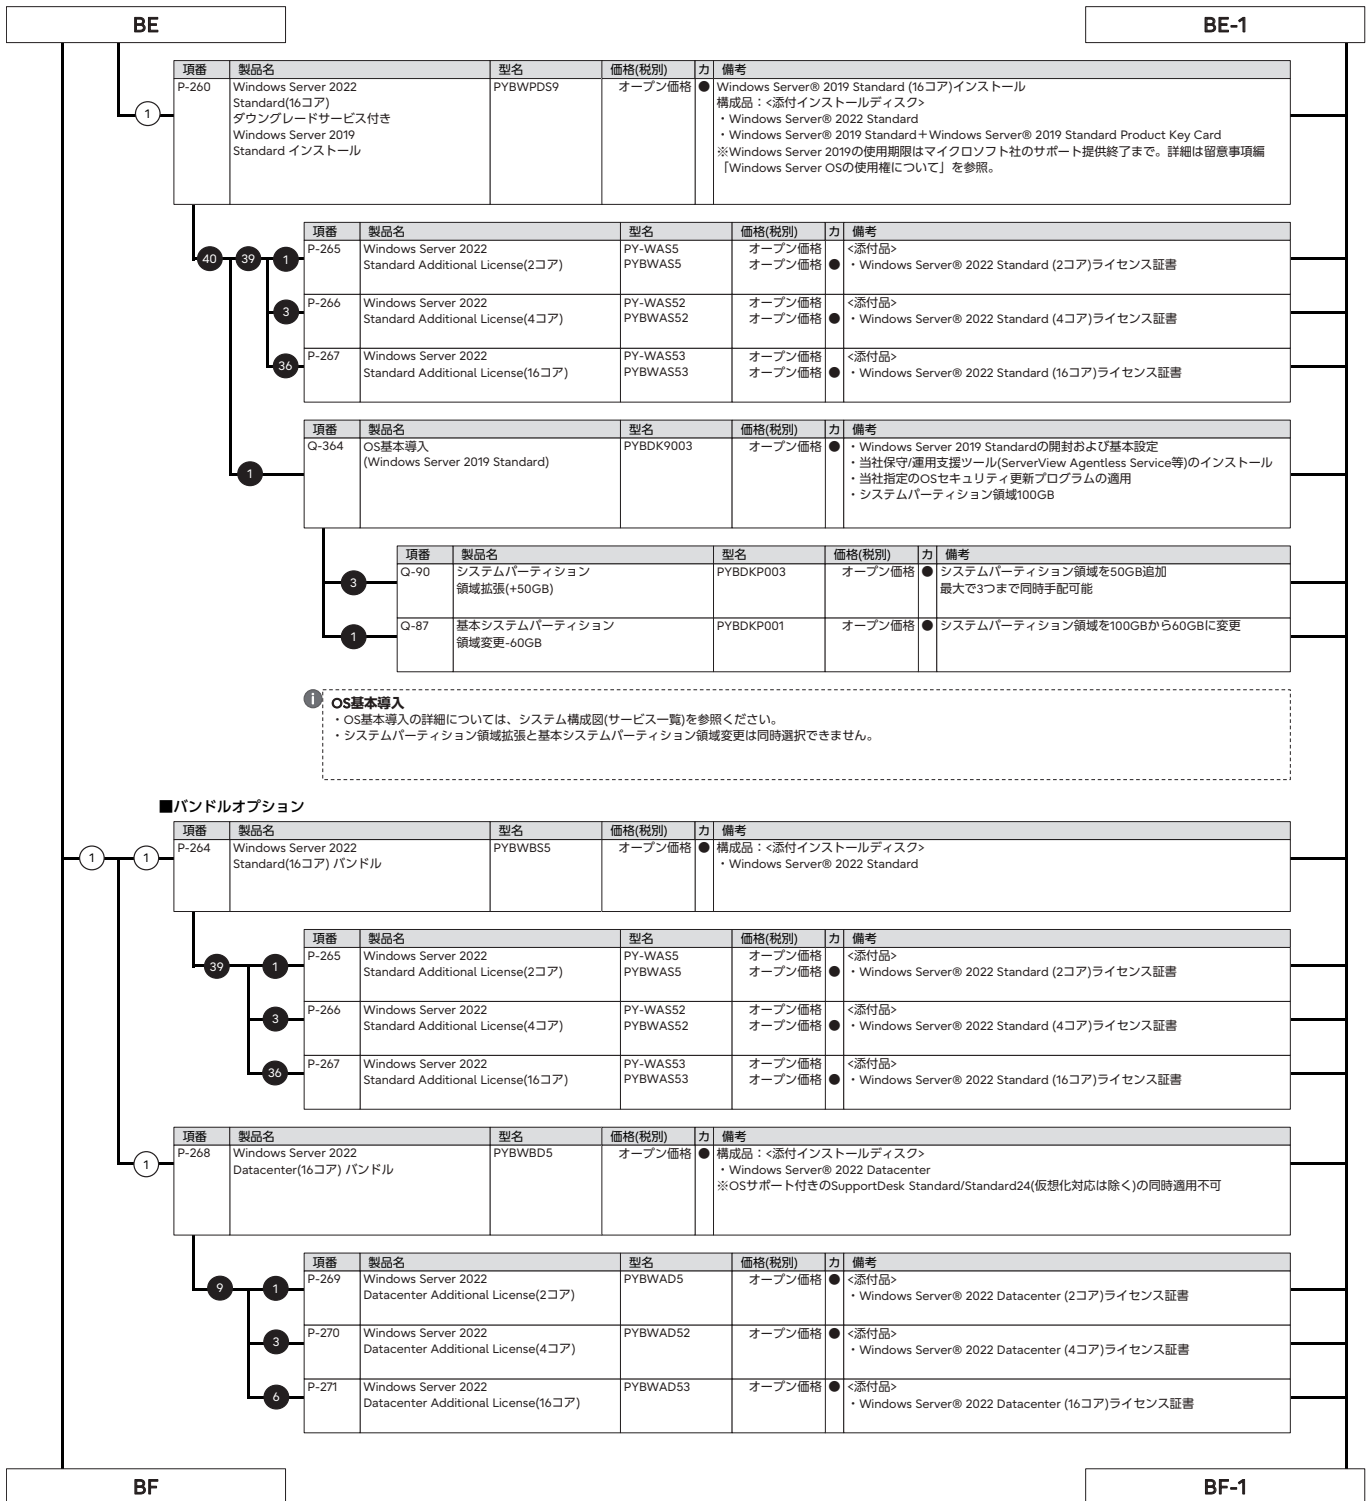 BE
BE-1
項番 製品名 型名 価格(税別) カ 備考
P-260 Windows Server 2022 PYBWPDS9 オープン価格 ● Windows Server® 2019 Standard (16コア)インストール
Standard(16コア) 構成品：<添付インストールディスク>
ダウングレードサービス付き ・Windows Server® 2022 Standard
1
Windows Server 2019 ・Windows Server® 2019 Standard＋Windows Server® 2019 Standard Product Key Card
Standard インストール ※Windows Server 2019の使用期限はマイクロソフト社のサポート提供終了まで。詳細は留意事項編
「Windows Server OSの使用権について」を参照。
項番 製品名 型名 価格(税別) カ 備考
P-265 Windows Server 2022 PY-WAS5 オープン価格 <添付品>
40 39 1 Standard Additional License(2コア) PYBWAS5 オープン価格 ● ・Windows Server® 2022 Standard (2コア)ライセンス証書
P-266 Windows Server 2022 PY-WAS52 オープン価格 <添付品>
3 Standard Additional License(4コア) PYBWAS52 オープン価格 ● ・Windows Server® 2022 Standard (4コア)ライセンス証書
P-267 Windows Server 2022 PY-WAS53 オープン価格 <添付品>
36 Standard Additional License(16コア) PYBWAS53 オープン価格 ● ・Windows Server® 2022 Standard (16コア)ライセンス証書
項番 製品名 型名 価格(税別) カ 備考
Q-364 OS基本導入 PYBDK9003 オープン価格 ● ・Windows Server 2019 Standardの開封および基本設定
(Windows Server 2019 Standard) ・当社保守/運用支援ツール(ServerView Agentless Service等)のインストール
1 ・当社指定のOSセキュリティ更新プログラムの適用
・システムパーティション領域100GB
項番 製品名 型名 価格(税別) カ 備考
Q-90 システムパーティション PYBDKP003 オープン価格 ● システムパーティション領域を50GB追加
3 領域拡張(+50GB) 最大で3つまで同時手配可能
Q-87 基本システムパーティション PYBDKP001 オープン価格 ● システムパーティション領域を100GBから60GBに変更
1 領域変更-60GB
i OS基本導入
・OS基本導入の詳細については、システム構成図(サービス一覧)を参照ください。
・システムパーティション領域拡張と基本システムパーティション領域変更は同時選択できません。
■バンドルオプション
項番 製品名 型名 価格(税別) カ 備考
P-264 Windows Server 2022 PYBWBS5 オープン価格 ● 構成品：<添付インストールディスク>
1 1 Standard(16コア) バンドル ・Windows Server® 2022 Standard
項番 製品名 型名 価格(税別) カ 備考
P-265 Windows Server 2022 PY-WAS5 オープン価格 <添付品>
39 1 Standard Additional License(2コア) PYBWAS5 オープン価格 ● ・Windows Server® 2022 Standard (2コア)ライセンス証書
P-266 Windows Server 2022 PY-WAS52 オープン価格 <添付品>
3 Standard Additional License(4コア) PYBWAS52 オープン価格 ● ・Windows Server® 2022 Standard (4コア)ライセンス証書
P-267 Windows Server 2022 PY-WAS53 オープン価格 <添付品>
36 Standard Additional License(16コア) PYBWAS53 オープン価格 ● ・Windows Server® 2022 Standard (16コア)ライセンス証書
項番 製品名 型名 価格(税別) カ 備考
P-268 Windows Server 2022 PYBWBD5 オープン価格 ● 構成品：<添付インストールディスク>
1 Datacenter(16コア) バンドル ・Windows Server® 2022 Datacenter
※OSサポート付きのSupportDesk Standard/Standard24(仮想化対応は除く)の同時適用不可
項番 製品名 型名 価格(税別) カ 備考
P-269 Windows Server 2022 PYBWAD5 オープン価格 ● <添付品>
9 1 Datacenter Additional License(2コア) ・Windows Server® 2022 Datacenter (2コア)ライセンス証書
P-270 Windows Server 2022 PYBWAD52 オープン価格 ● <添付品>
3 Datacenter Additional License(4コア) ・Windows Server® 2022 Datacenter (4コア)ライセンス証書
P-271 Windows Server 2022 PYBWAD53 オープン価格 ● <添付品>
6 Datacenter Additional License(16コア) ・Windows Server® 2022 Datacenter (16コア)ライセンス証書
BF
BF-1